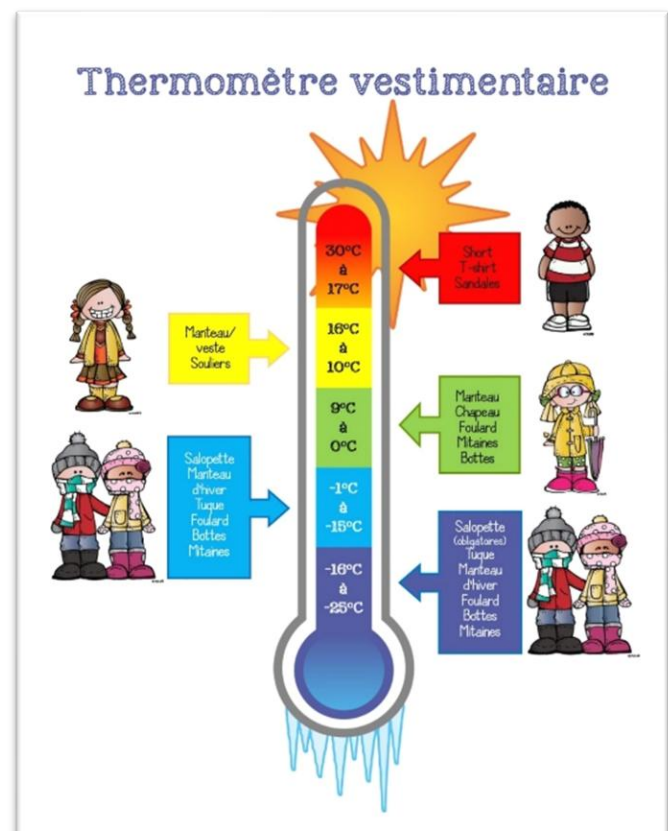 Thermomètre vestimentaire
30°C
à
17°C
Short
T-shirt
Sandales
Manteau/
veste
Souliers
16°C
à
10°C
9°C
à
0°C
Manteau
Chapeau
Foulard
Mitaines
Bottes
Salopette
Manteau
d'hiver
Tuque
Foulard
Bottes
Mitaines
-1°C
à
-15°C
-16°C
à
-25°C
Salopette
(obligatoires)
Tuque
Manteau
d'hiver
Foulard
Bottes
Mitaines